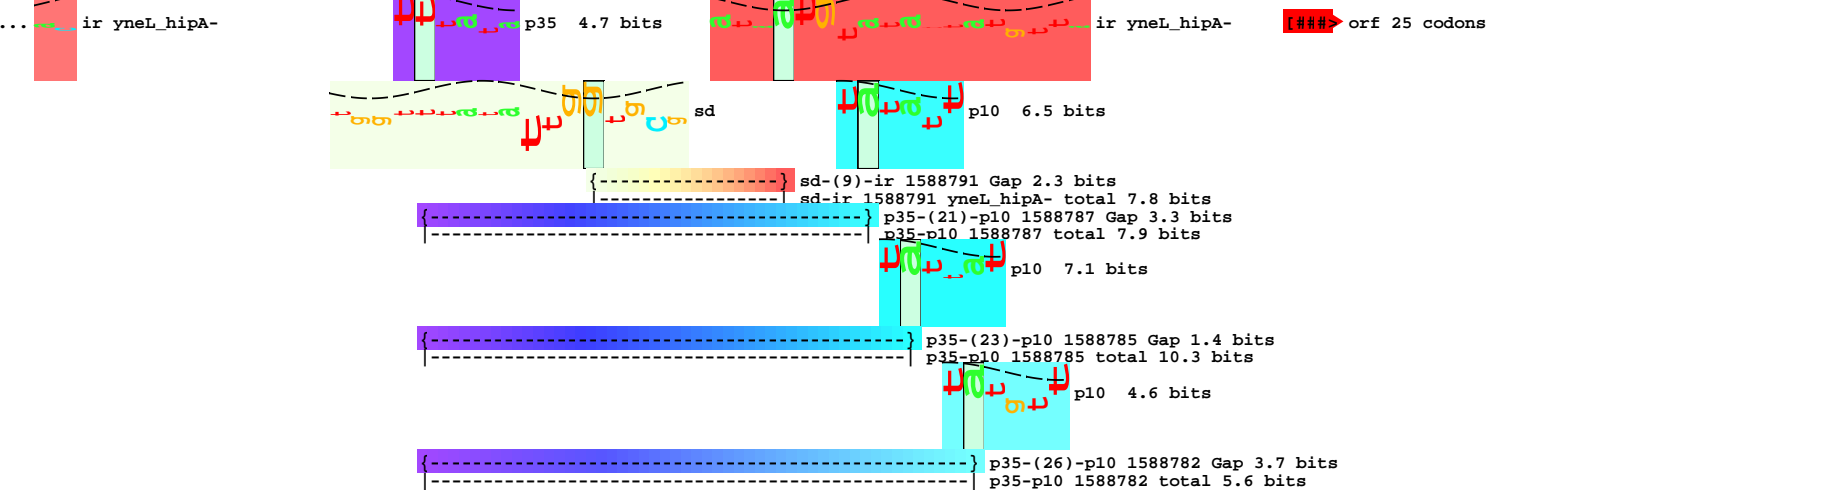 ... ir yneL_hipA- p35 4.7 bits ir yneL_hipA- [###> orf 25 codons
sd p10 6.5 bits
{------------------} sd-(9)-ir 1588791 Gap 2.3 bits
|------------------| sd-ir 1588791 yneL_hipA- total 7.8 bits
{------------------------------------------} p35-(21)-p10 1588787 Gap 3.3 bits
|------------------------------------------| p35-p10 1588787 total 7.9 bits
p10 7.1 bits
{----------------------------------------------} p35-(23)-p10 1588785 Gap 1.4 bits
|----------------------------------------------| p35-p10 1588785 total 10.3 bits
p10 4.6 bits
{----------------------------------------------------} p35-(26)-p10 1588782 Gap 3.7 bits
|----------------------------------------------------| p35-p10 1588782 total 5.6 bits